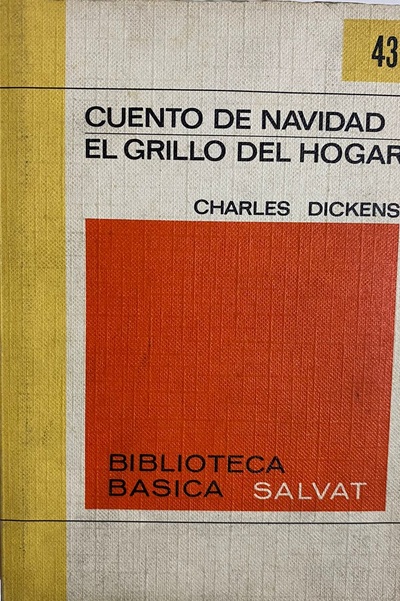 43
CUENTO DE NAVIDAD
EL GRILLO DEL HOGAR
CHARLES DICKENS
BIBLIOTECA
BASICA SALVAT